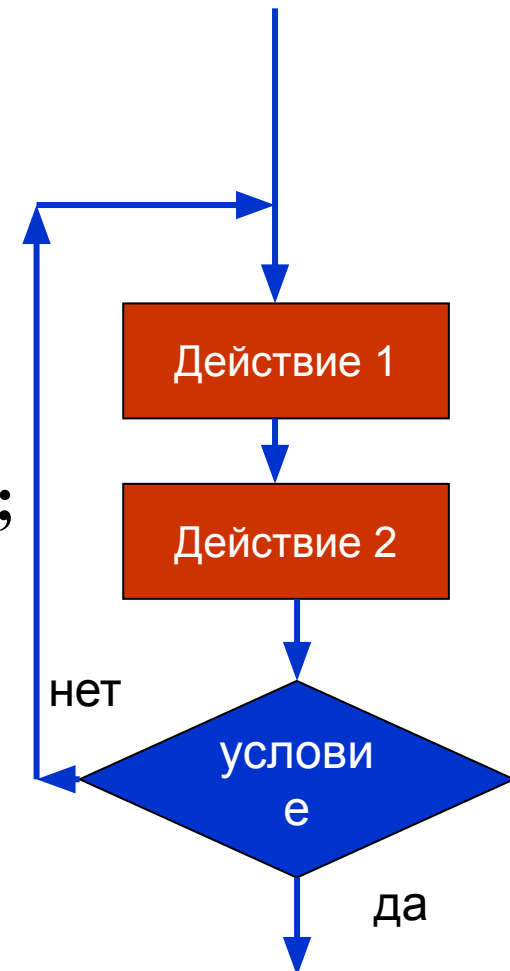 Действие 1
;
Действие 2
нет
услови
е
да